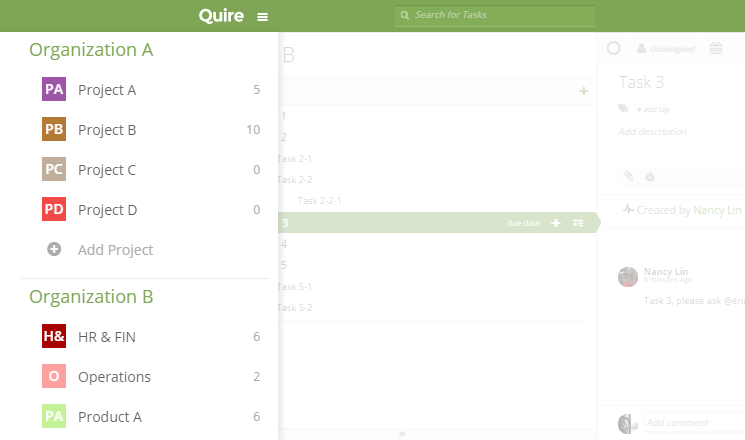 Quire
Search for Tasks
Organization A
PA Project A 5
PB Project B 10
PC Project C 0
PD Project D 0
Add Project
Organization B
H& HR & FIN 6
O Operations 2
PA Product A 6
B
1
2
Task 2-1
Task 2-2
Task 2-2-1
3 due date
4
5
Task 5-1
Task 5-2
Unassigned
Task 3
add tag
Add description
Created by Nancy Lin
Nancy Lin
8 minutes ago
Task 3, please ask @eri
Add comment